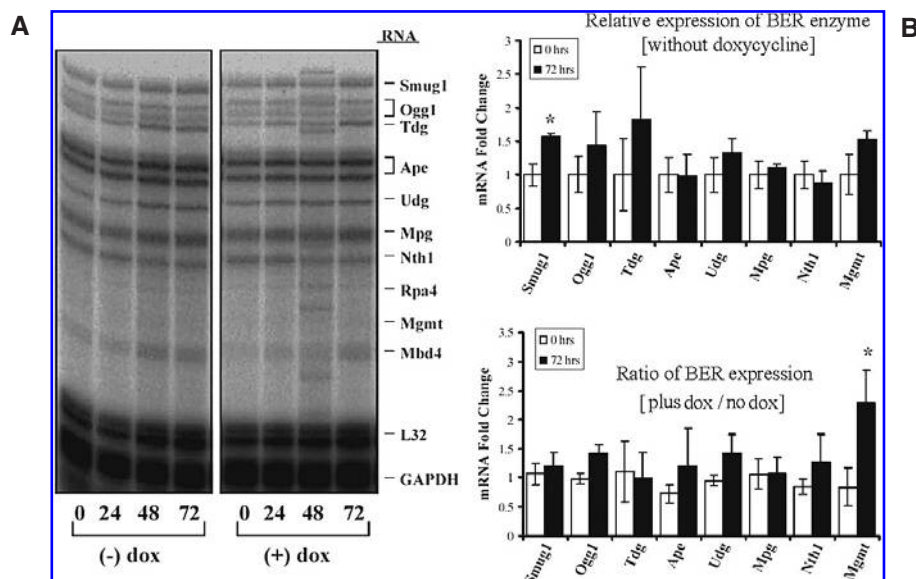 A
B
RNA
Smug1
Ogg1
Tdg
Ape
Udg
Mpg
Nth1
Rpa4
Mgmt
Mbd4
L32
GAPDH
0 24 48 72 0 24 48 72
(-) dox (+) dox
Relative expression of BER enzyme
[without doxycycline]
0 hrs
72 hrs
mRNA Fold Change
3
2.5
2
1.5
1
0.5
0
*
Smug1 Ogg1 Tdg Ape Udg Mpg Nth1 Mgmt
0 hrs
72 hrs
Ratio of BER expression
[plus dox / no dox]
mRNA Fold Change
3
2.5
2
1.5
1
0.5
0
*
Smug1 Ogg1 Tdg Ape Udg Mpg Nth1 Mgmt